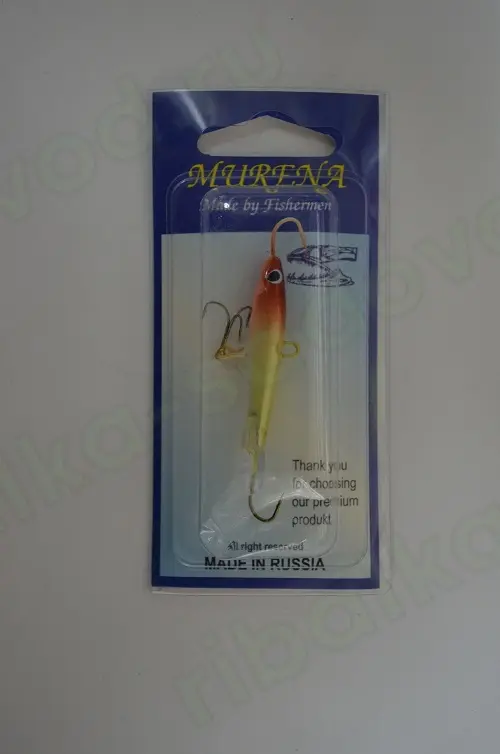 MURENA
Made by Fishermen
Thank you
for choosing
our premium
produkt
All right reserved
MADE IN RUSSIA